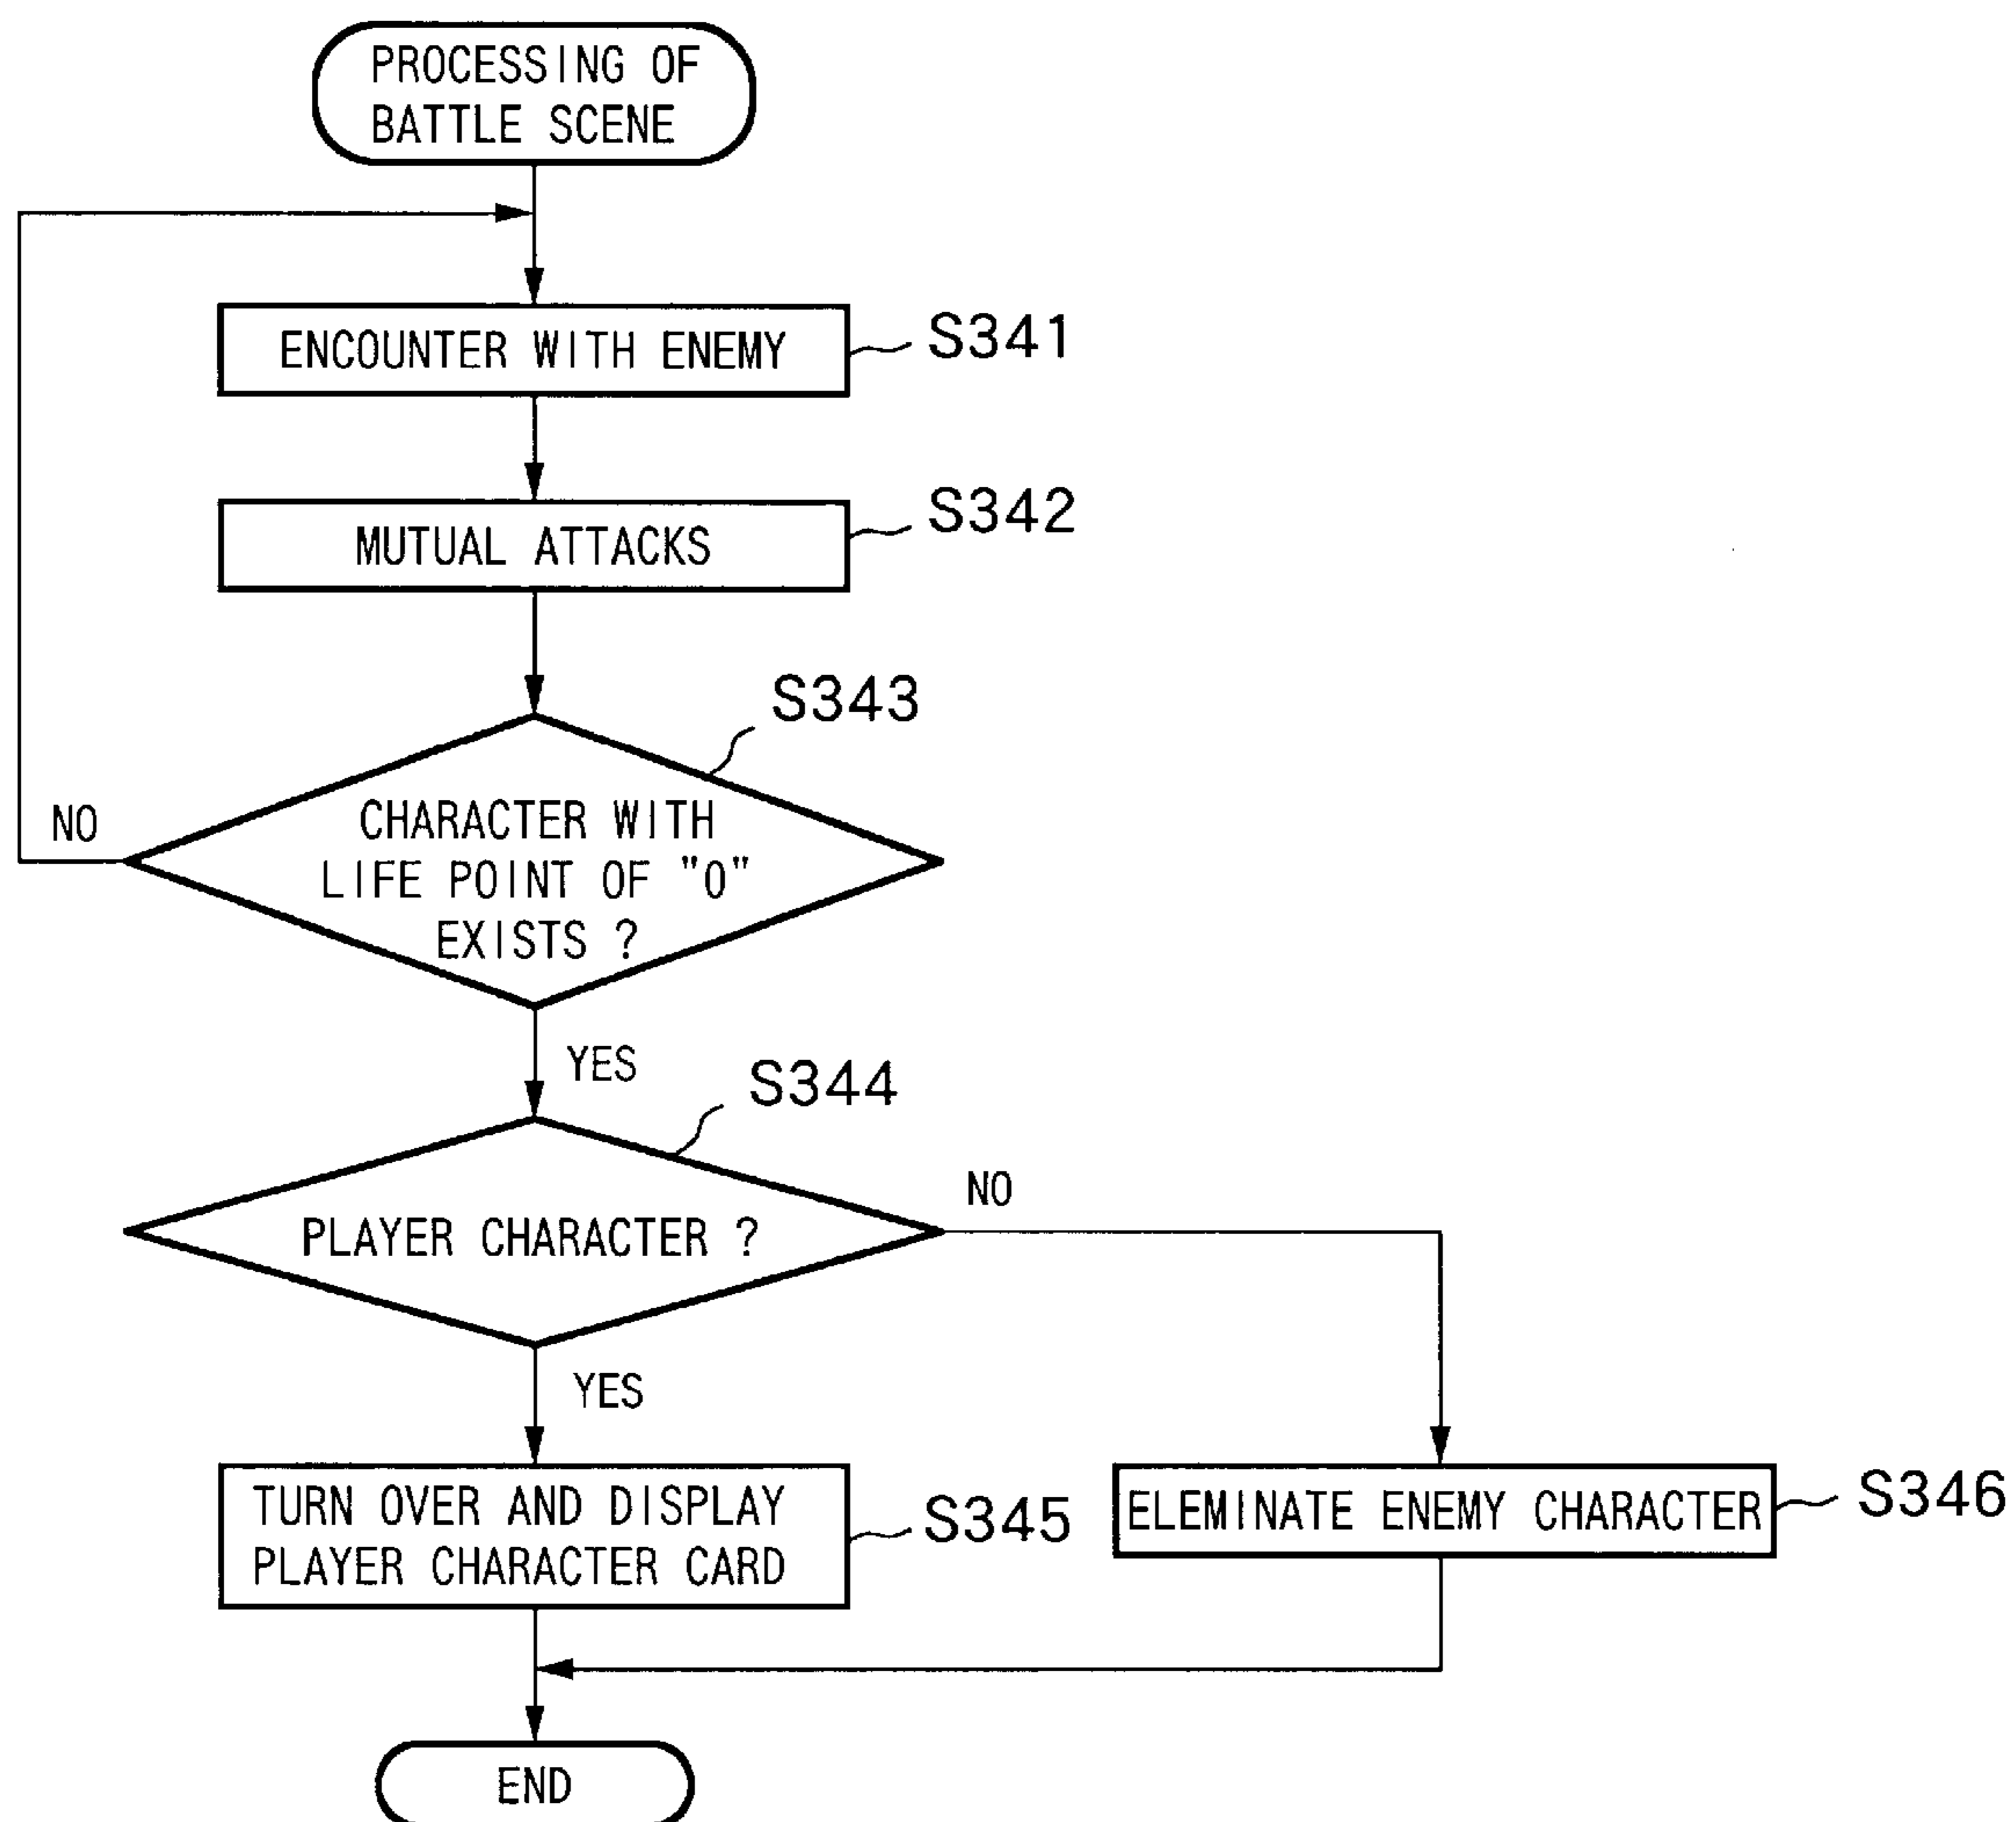 PROCESSING OF
BATTLE SCENE
ENCOUNTER WITH ENEMY
S341
MUTUAL ATTACKS
S342
S343
CHARACTER WITH
LIFE POINT OF "0"
EXISTS ?
NO
YES
S344
PLAYER CHARACTER ?
NO
YES
TURN OVER AND DISPLAY
PLAYER CHARACTER CARD
S345
ELEMINATE ENEMY CHARACTER
S346
END